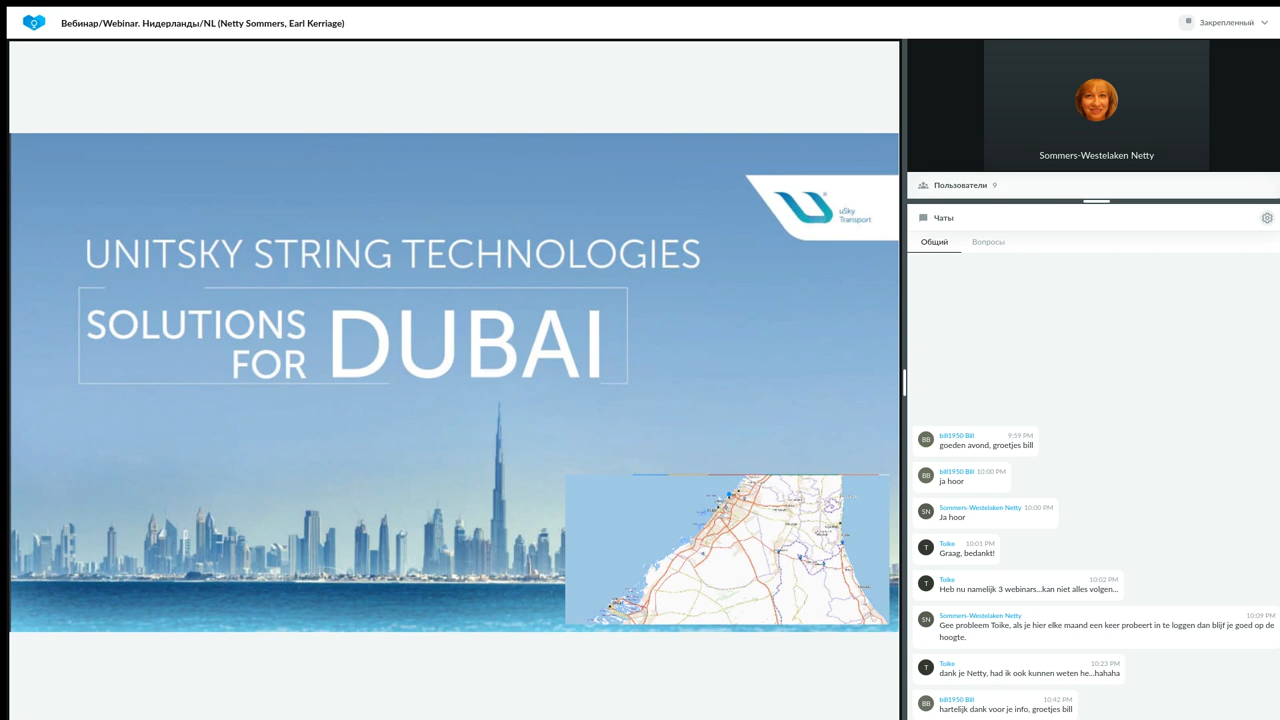 Вебинар/Webinar. Нидерланды/NL (Netty Sommers, Earl Kerriage)
Закрепленный
uSky
Transport
UNITSKY STRING TECHNOLOGIES
SOLUTIONS
FOR
DUBAI
Sommers-Westelaken Netty
Пользователи 9
Чаты
Общий
Вопросы
BB
bill1950 Bill 9:59 PM
goeden avond, groetjes bill
BB
bill1950 Bill 10:00 PM
ja hoor
SN
Sommers-Westelaken Netty 10:00 PM
Ja hoor
T
Toike 10:01 PM
Graag, bedankt!
T
Toike 10:02 PM
Heb nu namelijk 3 webinars...kan niet alles volgen...
SN
Sommers-Westelaken Netty 10:09 PM
Gee probleem Toike, als je hier elke maand een keer probeert in te loggen dan blijf je goed op de
hoogte.
T
Toike 10:23 PM
dank je Netty, had ik ook kunnen weten he...hahaha
BB
bill1950 Bill 10:42 PM
hartelijk dank voor je info, groetjes bill